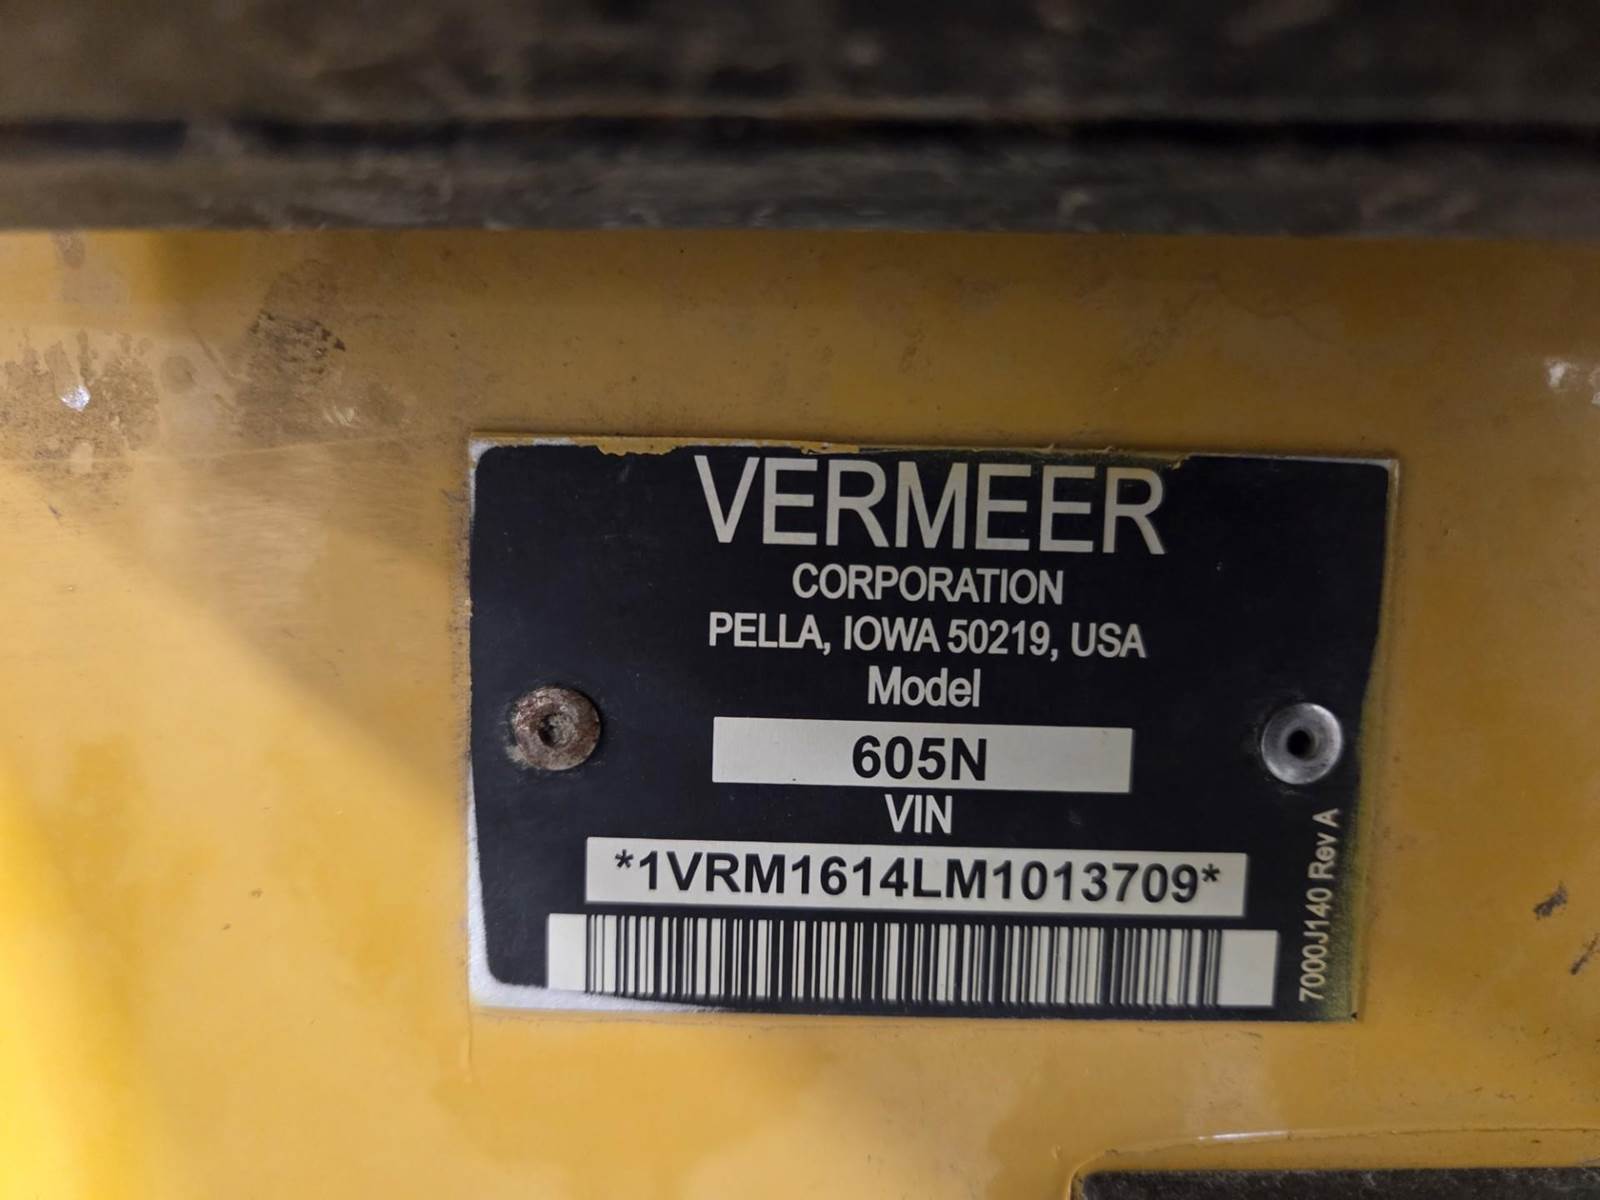 VERMEER
CORPORATION
PELLA, IOWA 50219, USA
Model
605N
VIN
*1VRM1614LM1013709*
7000J140 Rev A